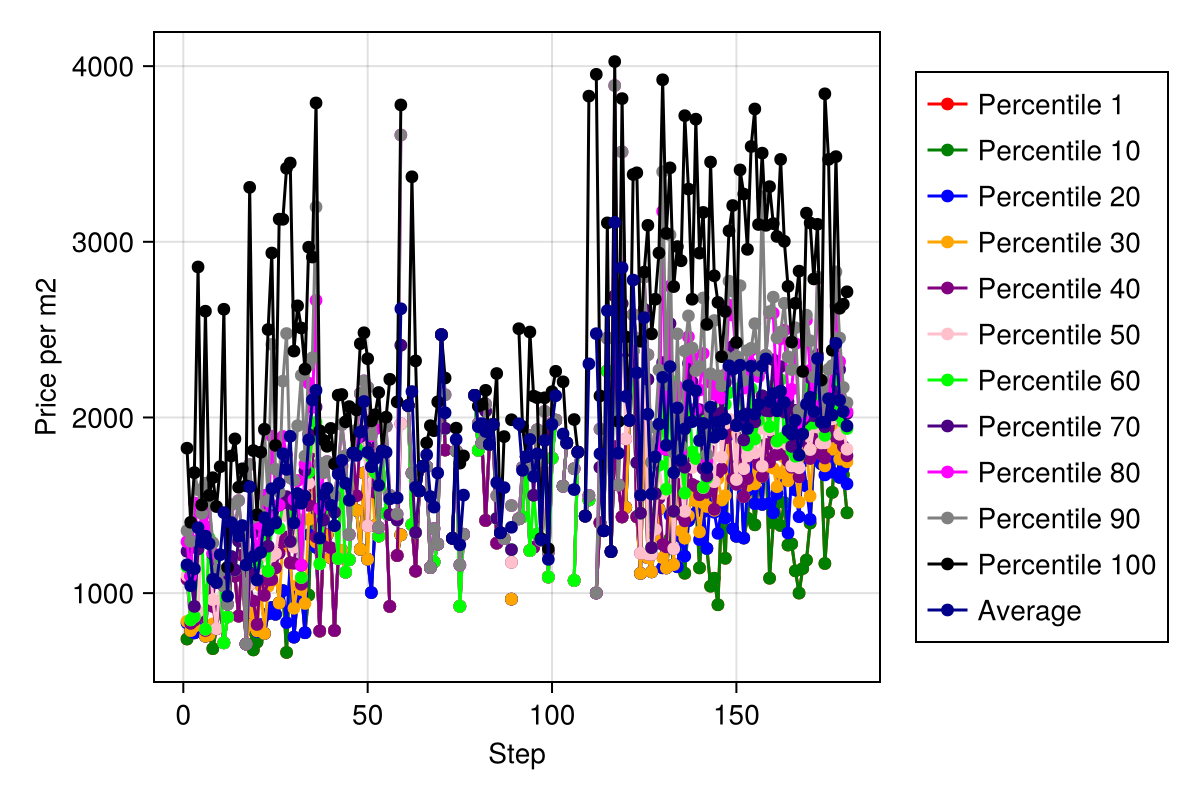 4000
3000
2000
1000
Price per m2
0 50 100 150
Step
Percentile 1
Percentile 10
Percentile 20
Percentile 30
Percentile 40
Percentile 50
Percentile 60
Percentile 70
Percentile 80
Percentile 90
Percentile 100
Average